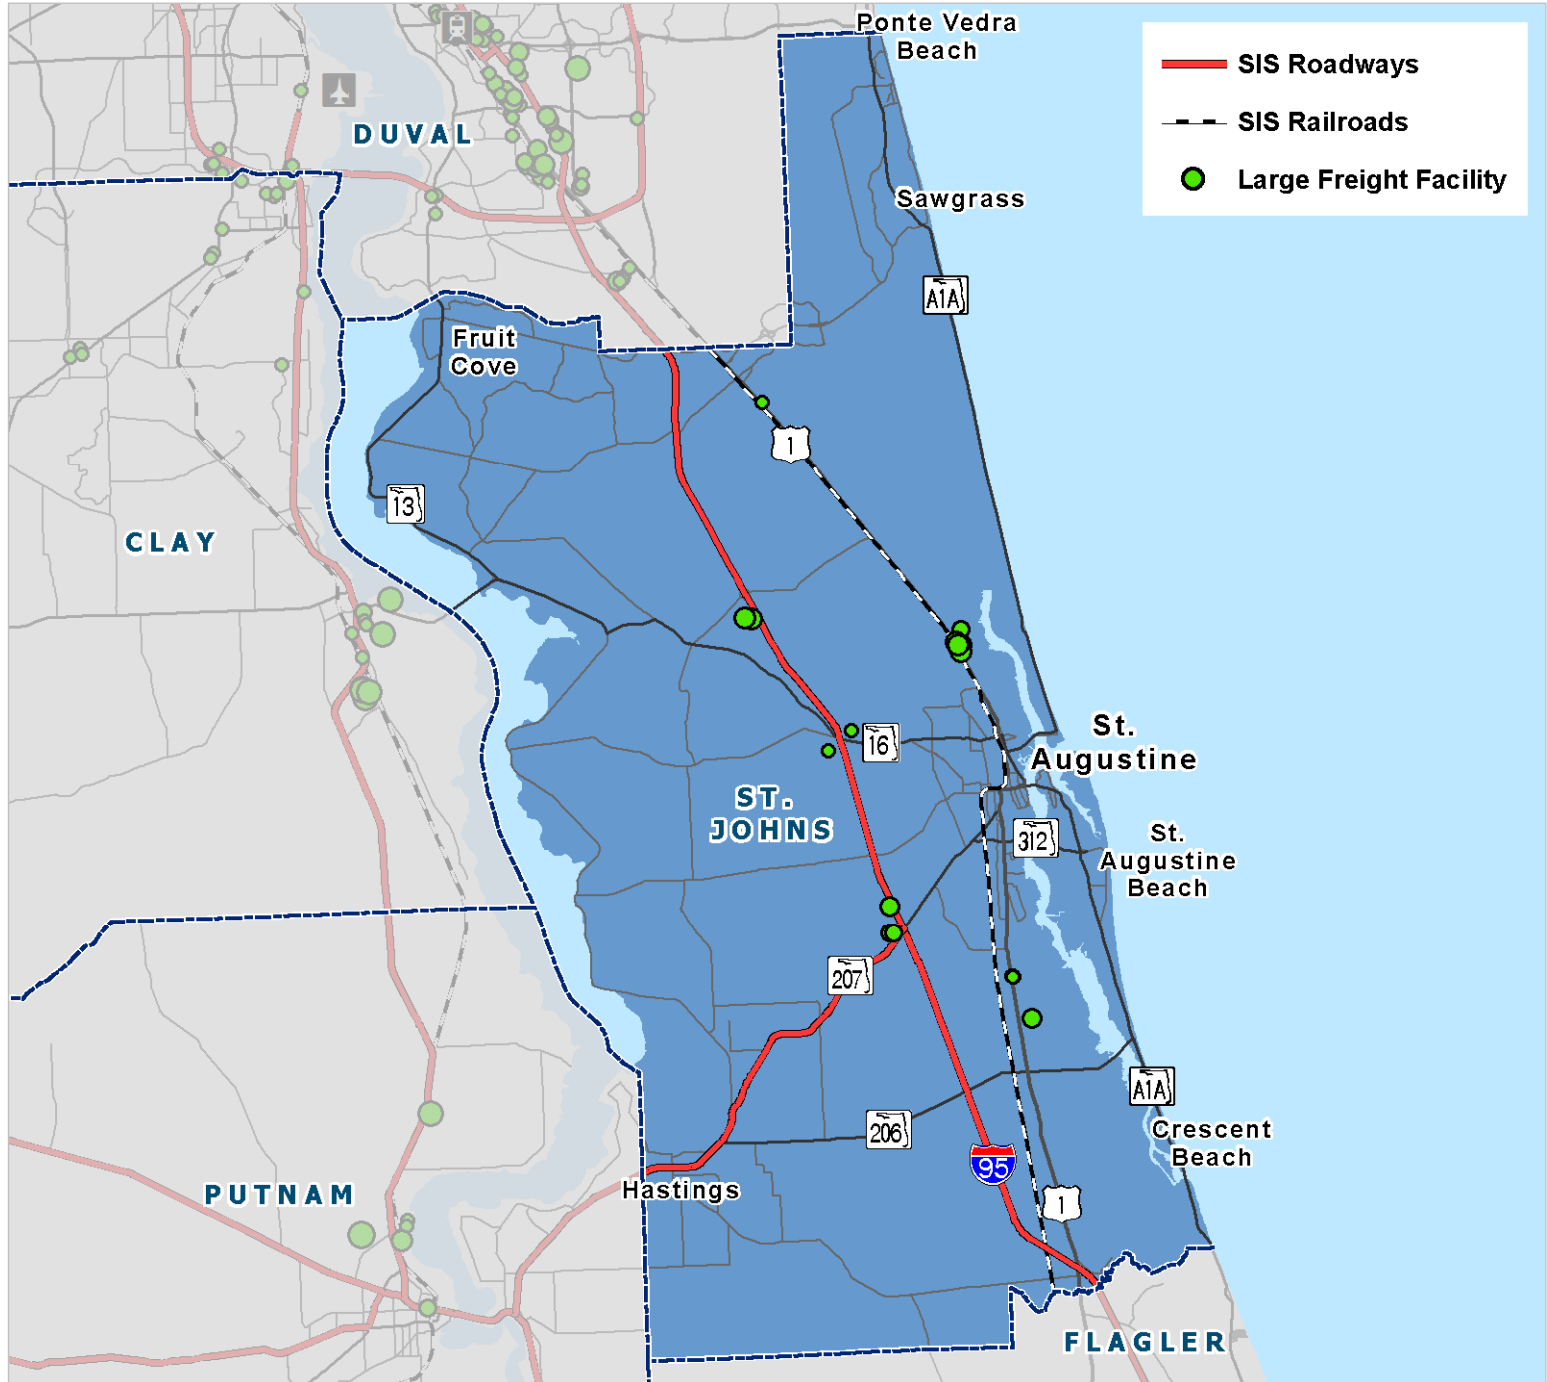 Ponte Vedra
Beach
SIS Roadways
SIS Railroads
Large Freight Facility
DUVAL
Sawgrass
A1A
Fruit
Cove
1
13
CLAY
St.
Augustine
16
ST.
JOHNS
312
St.
Augustine
Beach
207
A1A
206
Crescent
Beach
95
Hastings
PUTNAM
1
FLAGLER